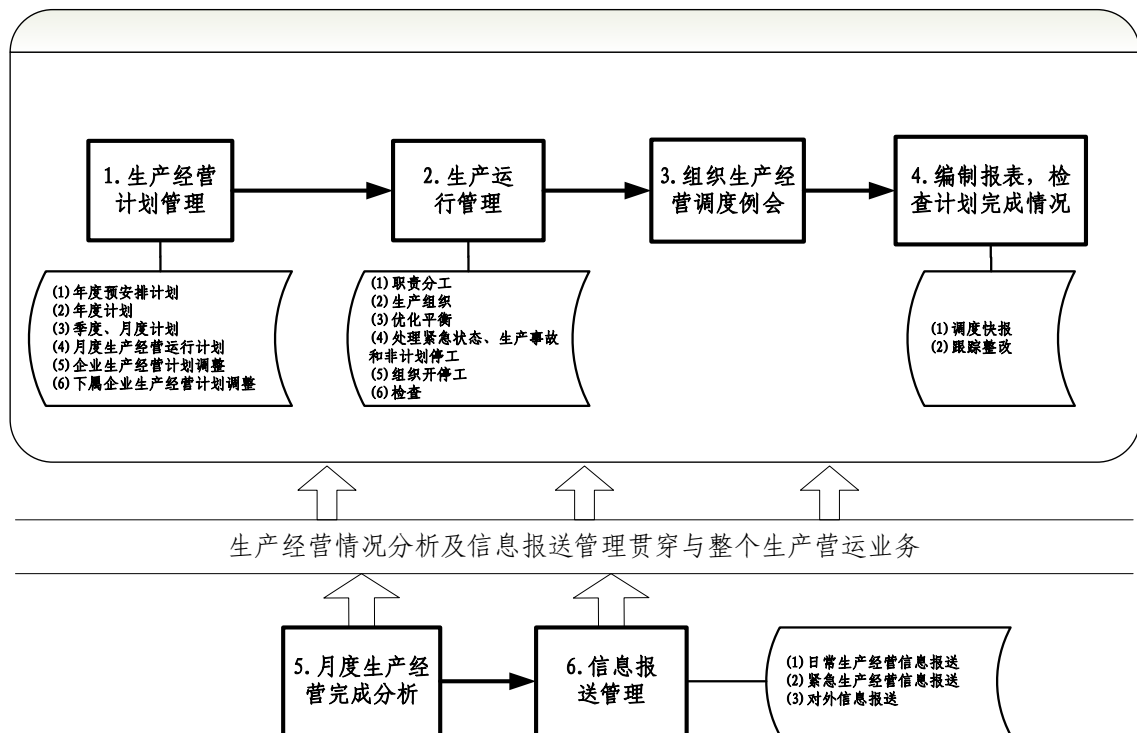 1. 生产经营
计划管理
2. 生产运
行管理
3. 组织生产经
营调度例会
4. 编制报表，检
查计划完成情况
(1) 年度预安排计划
(2) 年度计划
(3) 季度、月度计划
(4) 月度生产经营运行计划
(5) 企业生产经营计划调整
(6) 下属企业生产经营计划调整
(1) 职责分工
(2) 生产组织
(3) 优化平衡
(4) 处理紧急状态、生产事故
和非计划停工
(5) 组织开停工
(6) 检查
(1) 调度快报
(2) 跟踪整改
生产经营情况分析及信息报送管理贯穿与整个生产营运业务
5. 月度生产经
营完成分析
6. 信息报
送管理
(1) 日常生产经营信息报送
(2) 紧急生产经营信息报送
(3) 对外信息报送